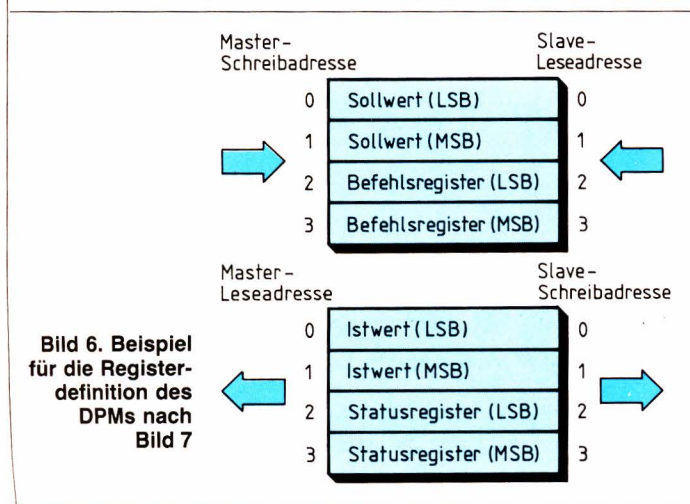 Master-
Schreibadresse
Slave-
Leseadresse
0 Sollwert (LSB) 0
1 Sollwert (MSB) 1
2 Befehlsregister (LSB) 2
3 Befehlsregister (MSB) 3
Master-
Leseadresse
Slave-
Schreibadresse
0 Istwert (LSB) 0
1 Istwert (MSB) 1
2 Statusregister (LSB) 2
3 Statusregister (MSB) 3
Bild 6. Beispiel
für die Register-
definition des
DPMs nach
Bild 7